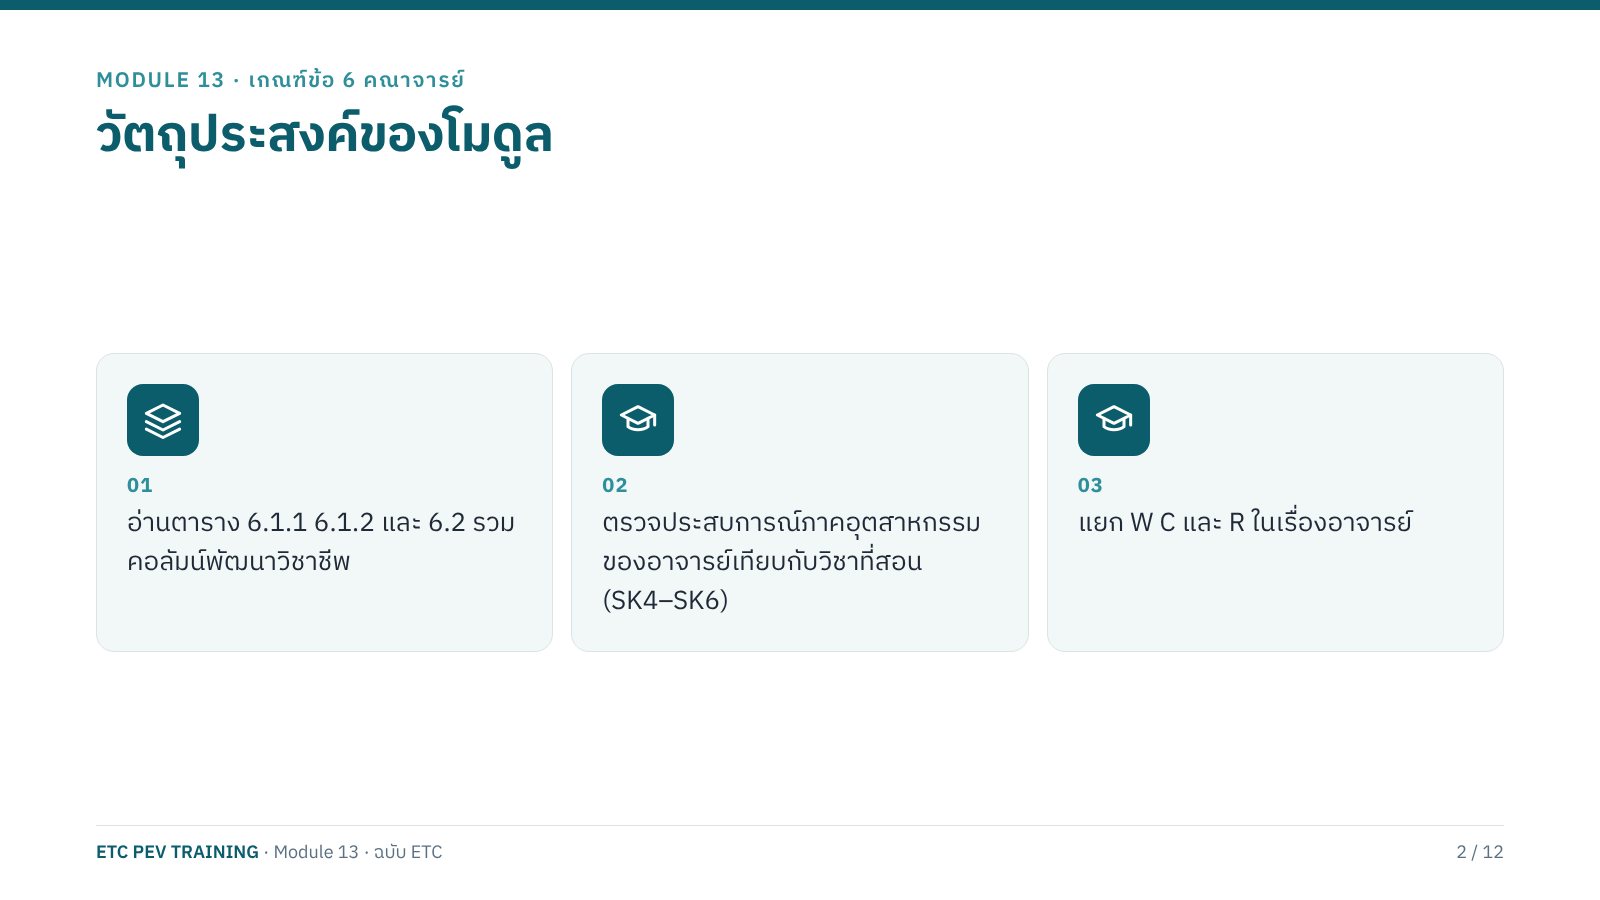 MODULE 13 · เกณฑ์ข้อ 6 คณาจารย์
วัตถุประสงค์ของโมดูล
01
อ่านตาราง 6.1.1 6.1.2 และ 6.2 รวม
คอลัมน์พัฒนาวิชาชีพ
02
ตรวจประสบการณ์ภาคอุตสาหกรรม
ของอาจารย์เทียบกับวิชาที่สอน
(SK4–SK6)
03
แยก W C และ R ในเรื่องอาจารย์
ETC PEV TRAINING · Module 13 · ฉบับ ETC
2 / 12